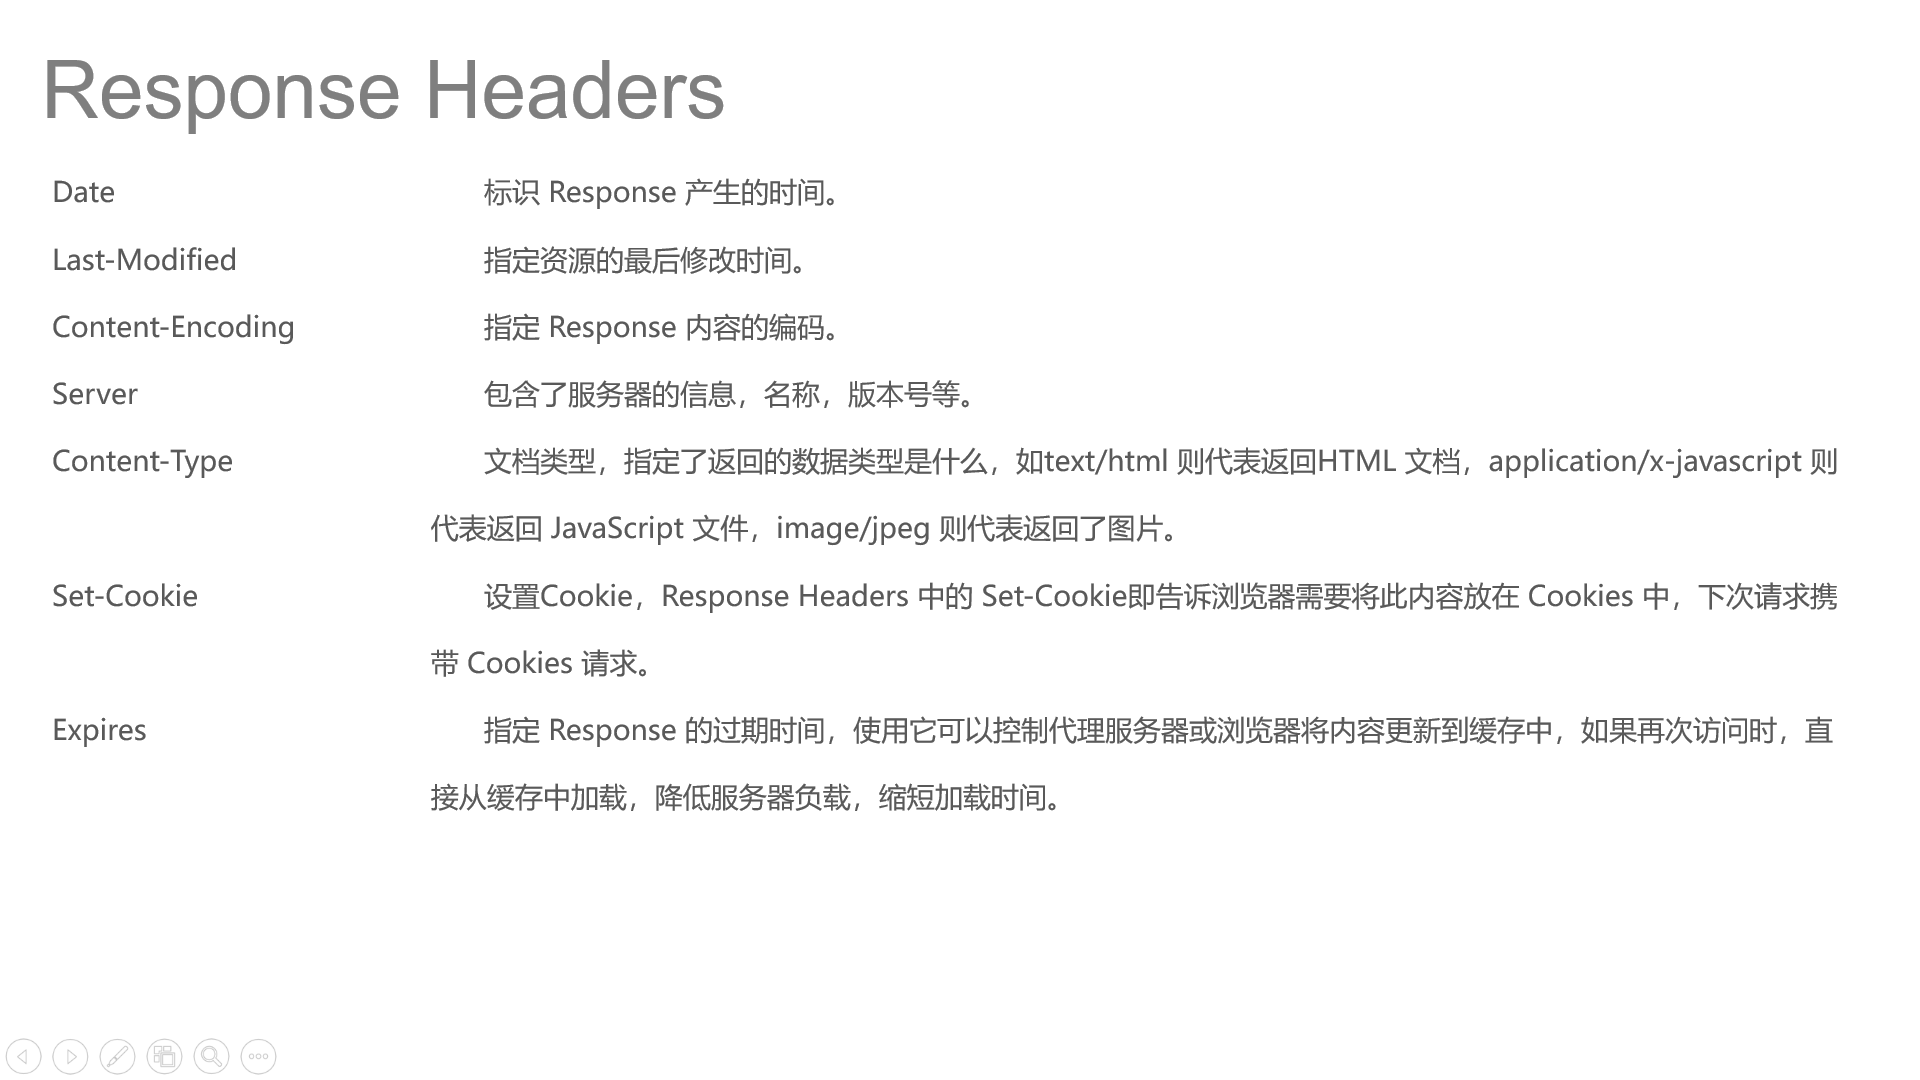 Response Headers
Date 标识 Response 产生的时间。
Last-Modified 指定资源的最后修改时间。
Content-Encoding 指定 Response 内容的编码。
Server 包含了服务器的信息，名称，版本号等。
Content-Type 文档类型，指定了返回的数据类型是什么，如text/html 则代表返回HTML 文档，application/x-javascript 则
代表返回 JavaScript 文件，image/jpeg 则代表返回了图片。
Set-Cookie 设置Cookie，Response Headers 中的 Set-Cookie即告诉浏览器需要将此内容放在 Cookies 中，下次请求携
带 Cookies 请求。
Expires 指定 Response 的过期时间，使用它可以控制代理服务器或浏览器将内容更新到缓存中，如果再次访问时，直
接从缓存中加载，降低服务器负载，缩短加载时间。